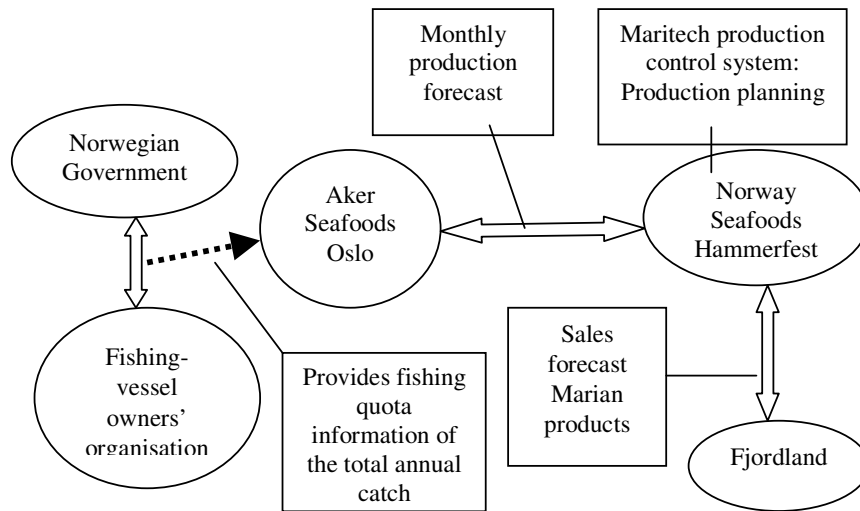 Monthly
production
forecast
Maritech production
control system:
Production planning
Norwegian
Government
Aker
Seafoods
Oslo
Norway
Seafoods
Hammerfest
Fishing-
vessel
owners’
organisation
Provides fishing
quota
information of
the total annual
catch
Sales
forecast
Marian
products
Fjordland